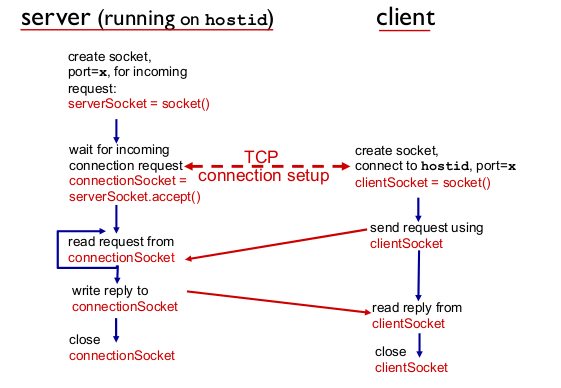 server (running on hostid)
client
create socket,
port=x, for incoming
request:
serverSocket = socket()
wait for incoming
connection request
connectionSocket =
serverSocket.accept()
TCP
connection setup
create socket,
connect to hostid, port=x
clientSocket = socket()
read request from
connectionSocket
send request using
clientSocket
write reply to
connectionSocket
read reply from
clientSocket
close
connectionSocket
close
clientSocket